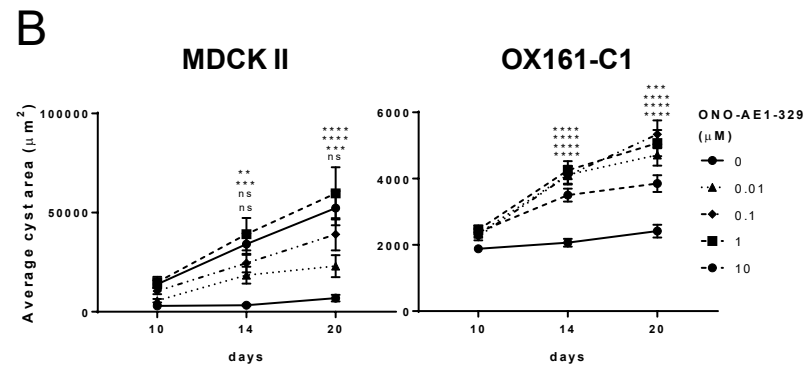 B
MDCK II
OX161-C1
Average cyst area (μm²)
100000
50000
0
**
***
ns
ns
****
****
***
ns
10
14
20
days
6000
4000
2000
0
****
****
****
****
***
****
****
****
10
14
20
days
ONO-AE1-329
(μM)
0
0.01
0.1
1
10